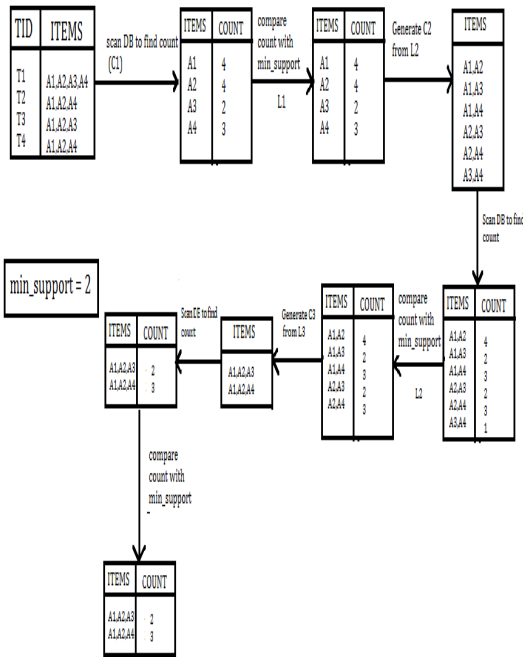 TID ITEMS
T1 A1,A2,A3,A4
T2 A1,A2,A4
T3 A1,A2,A3
T4 A1,A2,A4
scan DB to find count
(C1)
ITEMS COUNT
A1 4
A2 4
A3 2
A4 3
compare
count with
min_support
L1
ITEMS COUNT
A1 4
A2 4
A3 2
A4 3
Generate C2
from L2
ITEMS
A1,A2
A1,A3
A1,A4
A2,A3
A2,A4
A3,A4
Scan DB to find
count
ITEMS COUNT
A1,A2 4
A1,A3 2
A1,A4 3
A2,A3 2
A2,A4 3
A3,A4 1
compare
count with
min_support
L2
ITEMS COUNT
A1,A2 4
A1,A3 2
A1,A4 3
A2,A3 2
A2,A4 3
Generate C3
from L3
ITEMS
A1,A2,A3
A1,A2,A4
Scan DB to find
count
ITEMS COUNT
A1,A2,A3 2
A1,A2,A4 3
min_support = 2
compare
count with
min_support
ITEMS COUNT
A1,A2,A3 2
A1,A2,A4 3